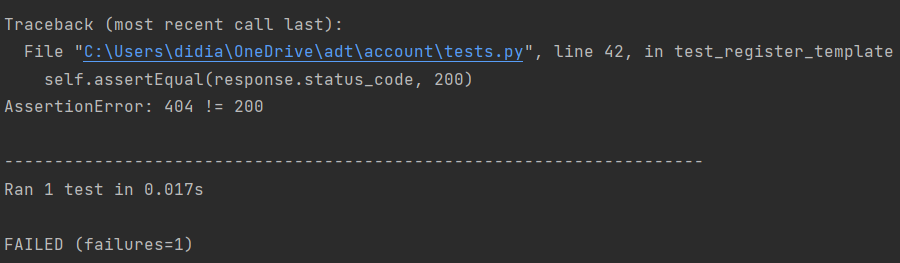 Traceback (most recent call last):
File "C:\Users\didia\OneDrive\adt\account\tests.py", line 42, in test_register_template
self.assertEqual(response.status_code, 200)
AssertionError: 404 != 200
----------------------------------------------------------------------
Ran 1 test in 0.017s
FAILED (failures=1)